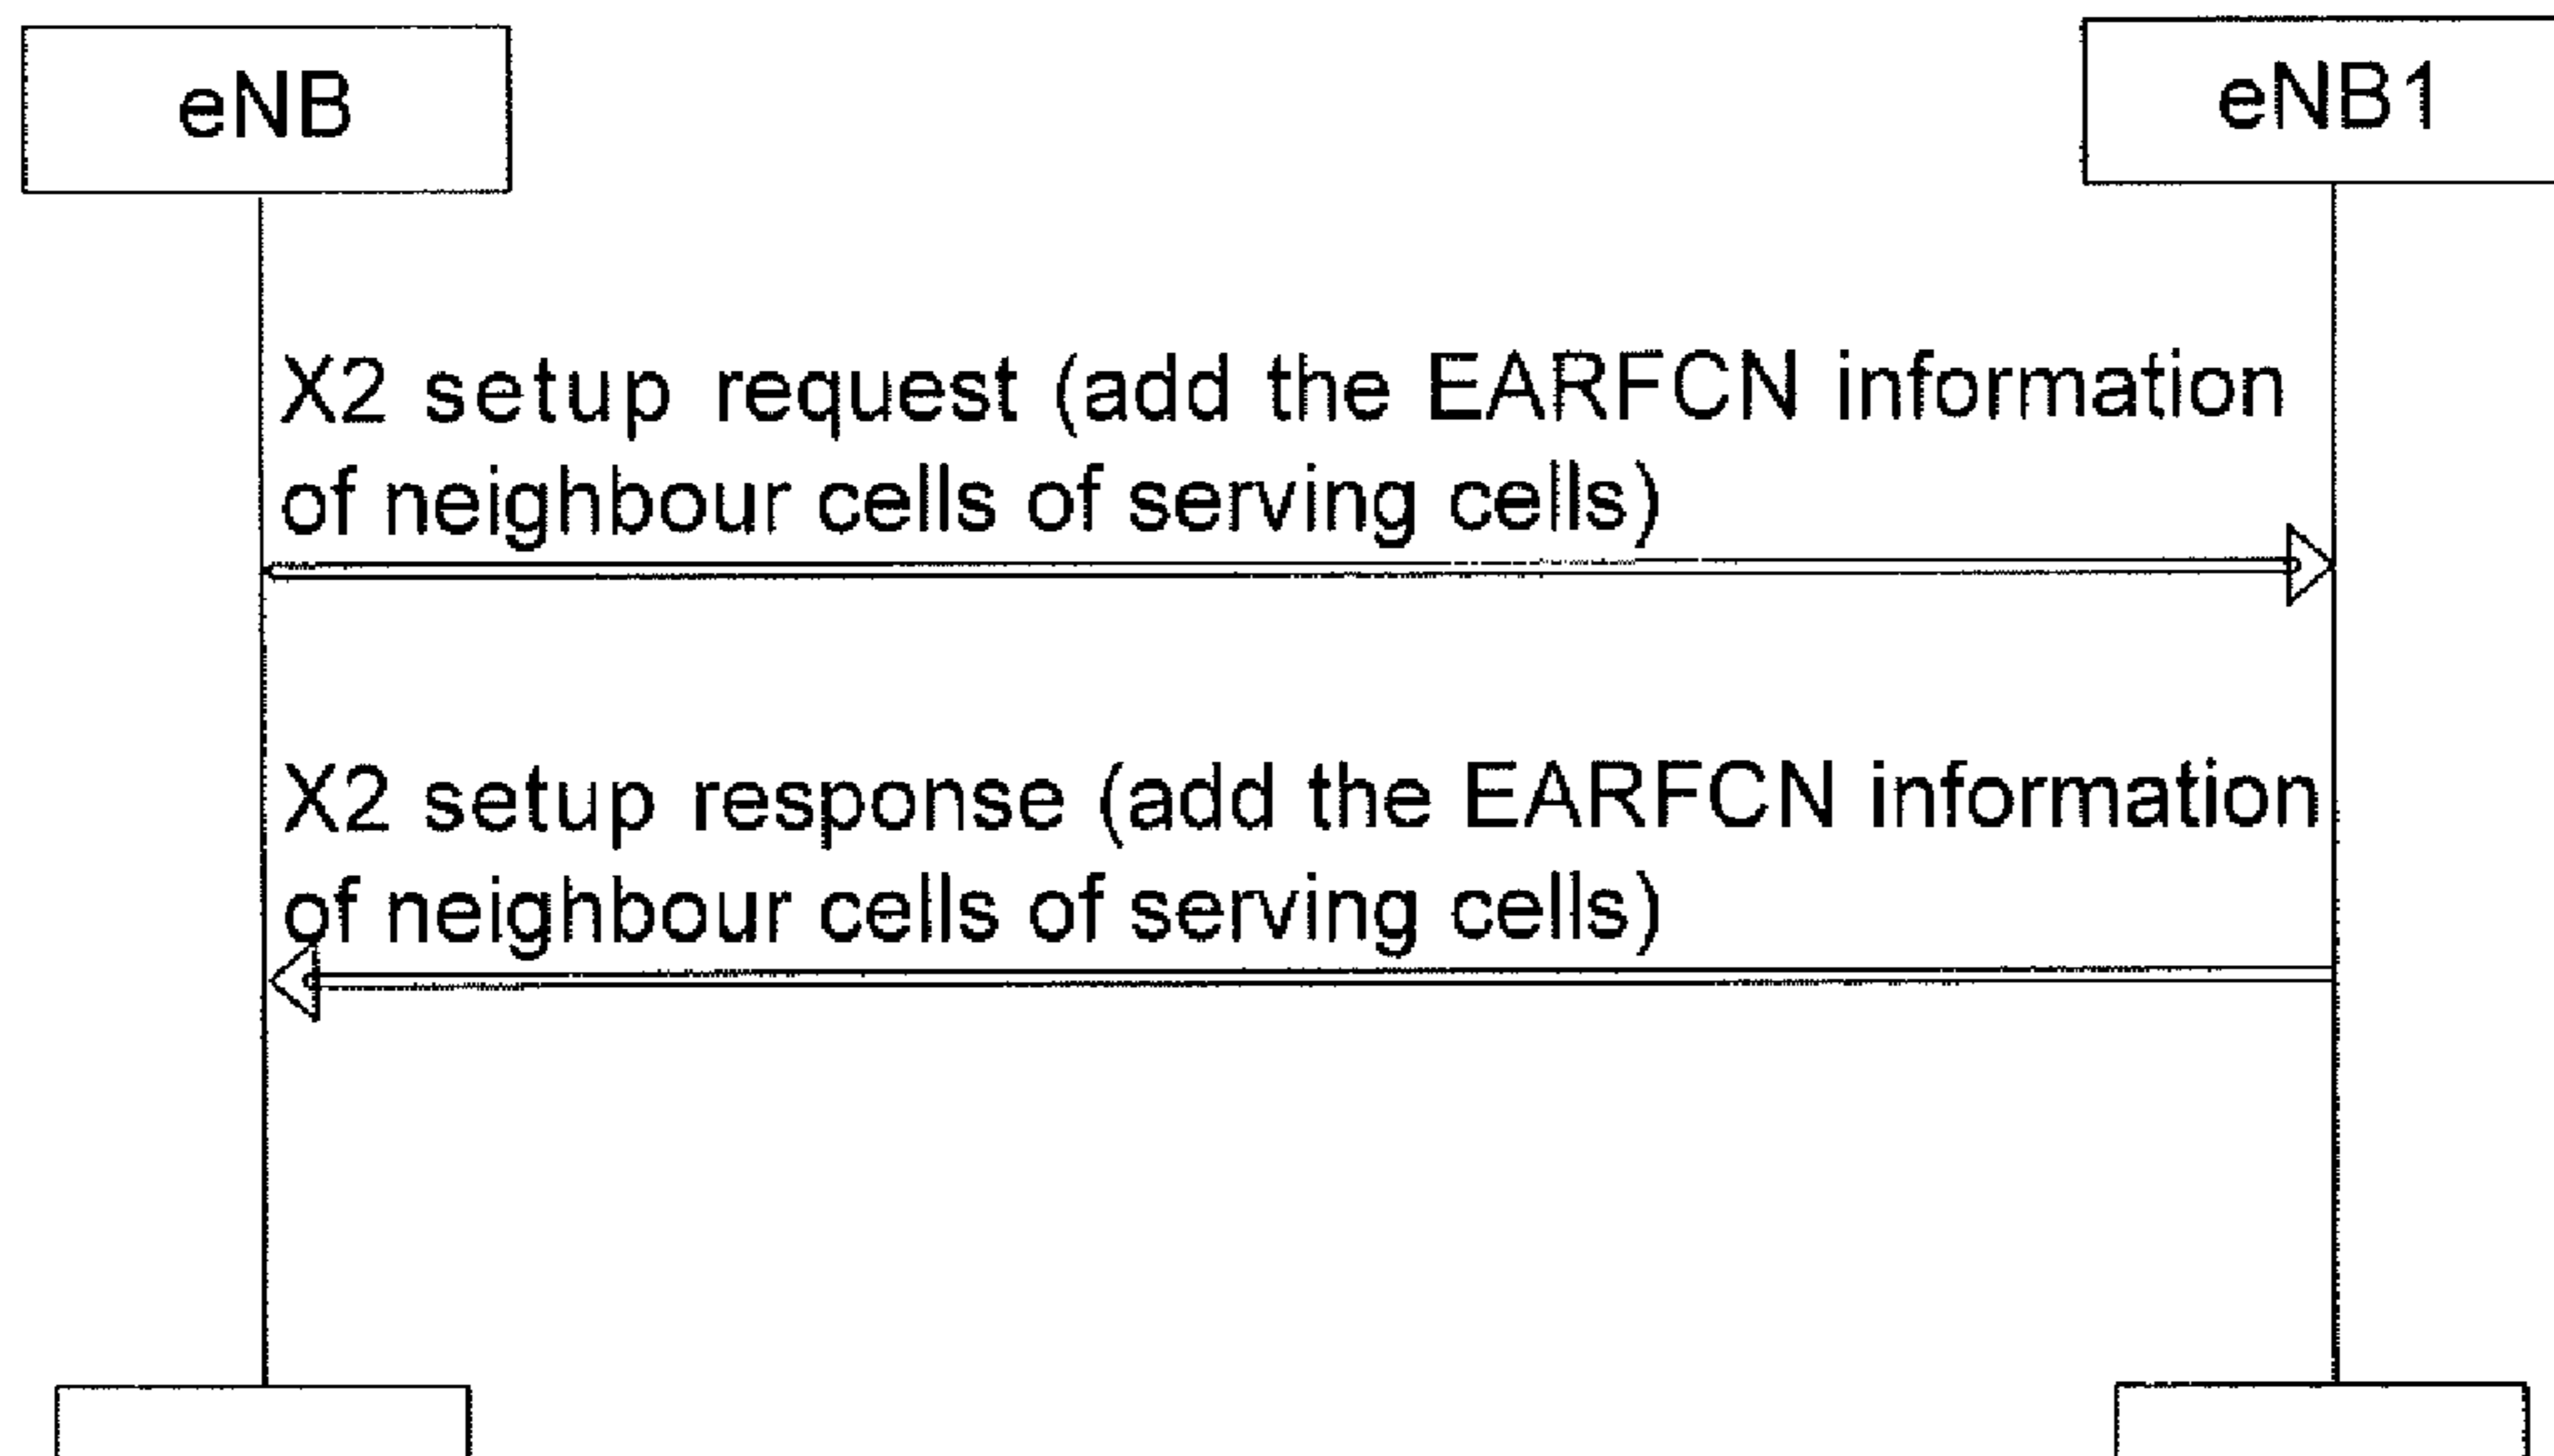 eNB
eNB1
X2 setup request (add the EARFCN information
of neighbour cells of serving cells)
X2 setup response (add the EARFCN information
of neighbour cells of serving cells)